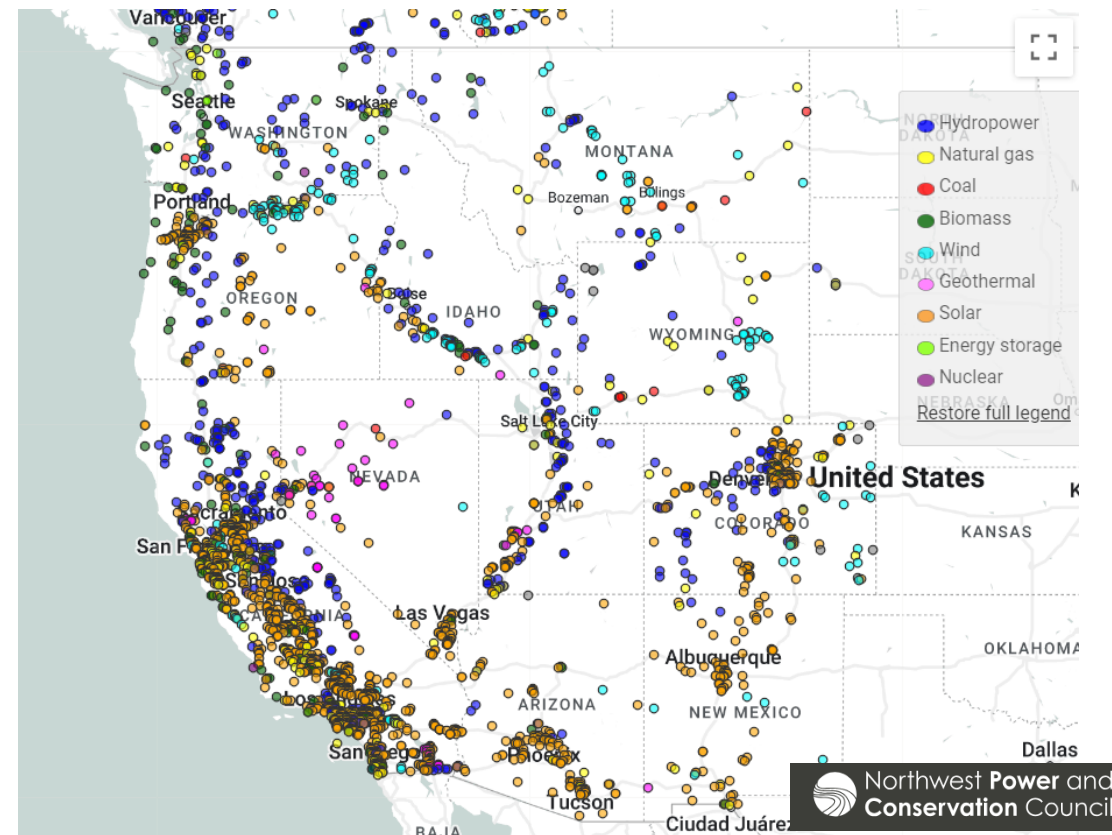 Vancouver
Seattle
Spokane
WASHINGTON
MONTANA
NORTH
DAKOTA
Hydropower
Natural gas
Coal
Biomass
Wind
Geothermal
Solar
Energy storage
Nuclear
Restore full legend
Portland
Bozeman
Billings
SOUTH
DAKOTA
OREGON
Boise
IDAHO
WYOMING
NEBRASKA
Om
Salt Lake City
NEVADA
Denver
United States
K
UTAH
COLORADO
KANSAS
Sacramento
San F
San Jose
CALIFORNIA
Las Vegas
OKLAHOMA
Albuquerque
Los Angeles
ARIZONA
NEW MEXICO
San Diego
Phoenix
Dallas
Tucson
Ciudad Juárez
BAJA
Northwest Power and
Conservation Council